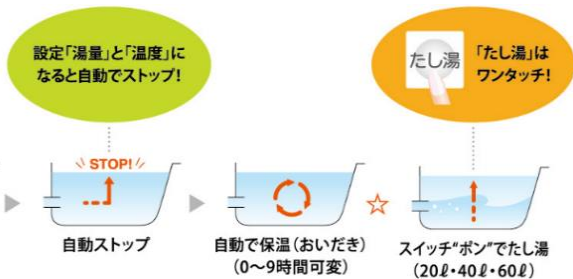 設定「湯量」と「温度」に
なると自動でストップ!
たし湯
「たし湯」は
ワンタッチ!
STOP!
自動ストップ
自動で保温(おいだき)
(0〜9時間可変)
☆
スイッチ“ポン”でたし湯
(20ℓ・40ℓ・60ℓ)